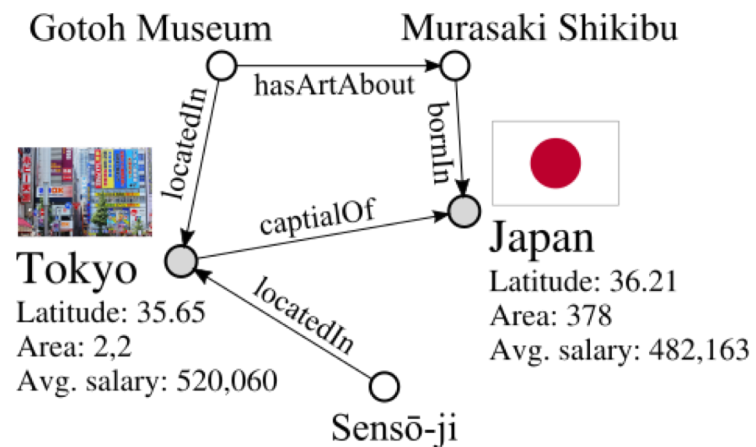 Gotoh Museum
Murasaki Shikibu
hasArtAbout
locatedIn
bornIn
captialOf
Tokyo
Latitude: 35.65
Area: 2,2
Avg. salary: 520,060
Japan
Latitude: 36.21
Area: 378
Avg. salary: 482,163
locatedIn
Sensō-ji